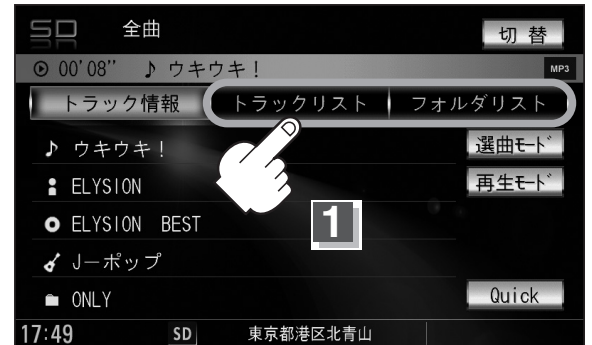 SD 全曲 切 替
00'08'' ♪ ウキウキ! MP3
トラック情報 トラックリスト フォルダリスト
♪ ウキウキ! 選曲モード
ELYSION 再生モード
ELYSION BEST
1
Jーポップ
ONLY Quick
17:49 SD 東京都港区北青山